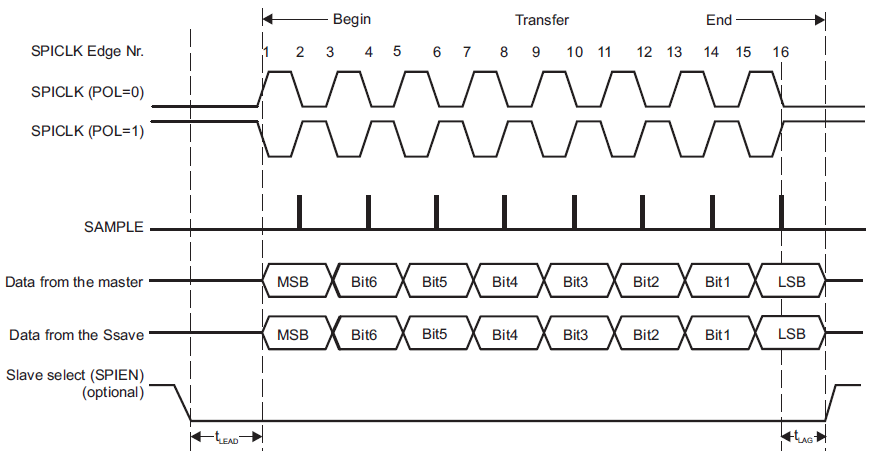 Begin Transfer End
SPICLK Edge Nr. 1 2 3 4 5 6 7 8 9 10 11 12 13 14 15 16
SPICLK (POL=0)
SPICLK (POL=1)
SAMPLE
Data from the master MSB Bit6 Bit5 Bit4 Bit3 Bit2 Bit1 LSB
Data from the Ssave MSB Bit6 Bit5 Bit4 Bit3 Bit2 Bit1 LSB
Slave select (SPIEN)
(optional)
tLEAD tLAG